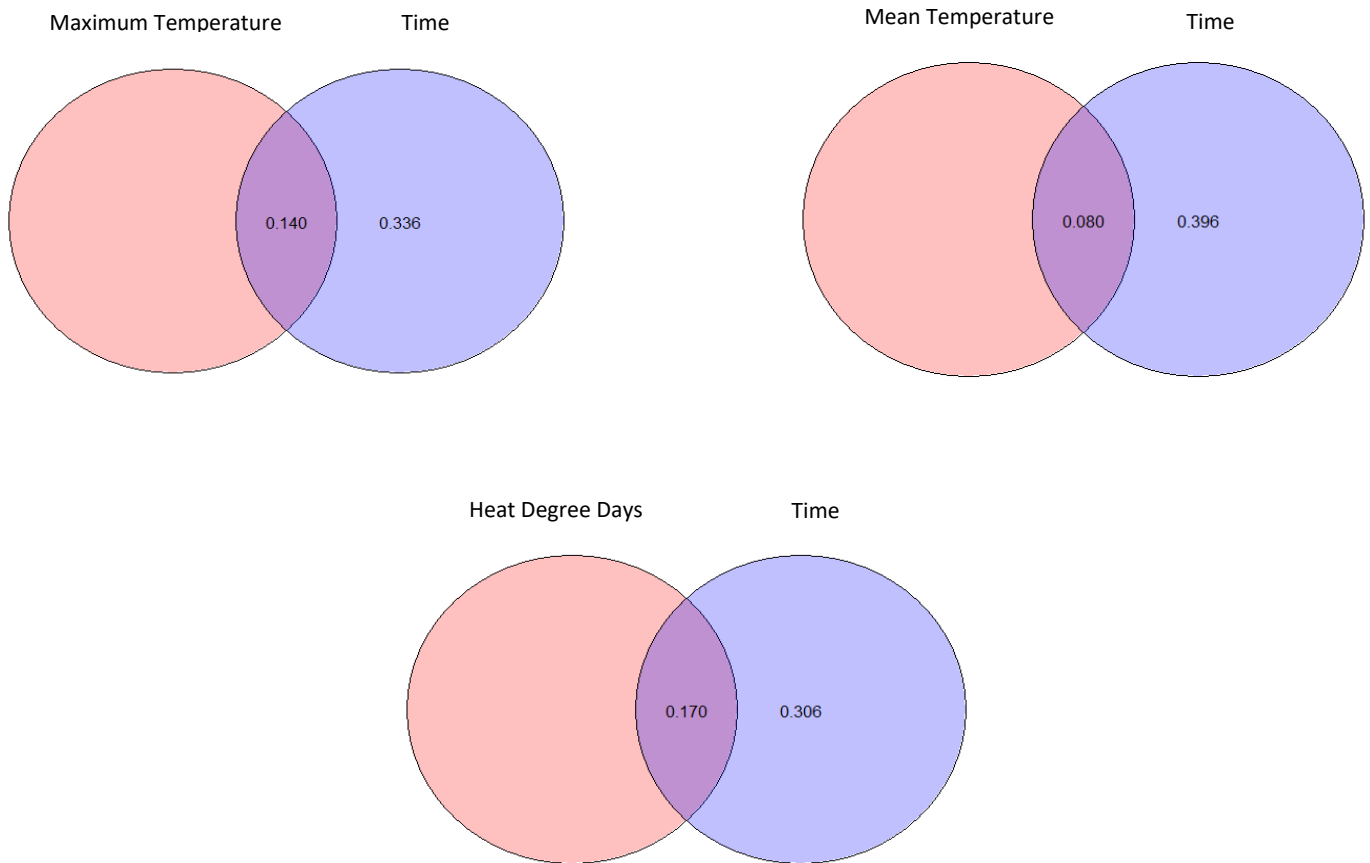 Maximum Temperature
Time
0.140
0.336
Mean Temperature
Time
0.080
0.396
Heat Degree Days
Time
0.170
0.306